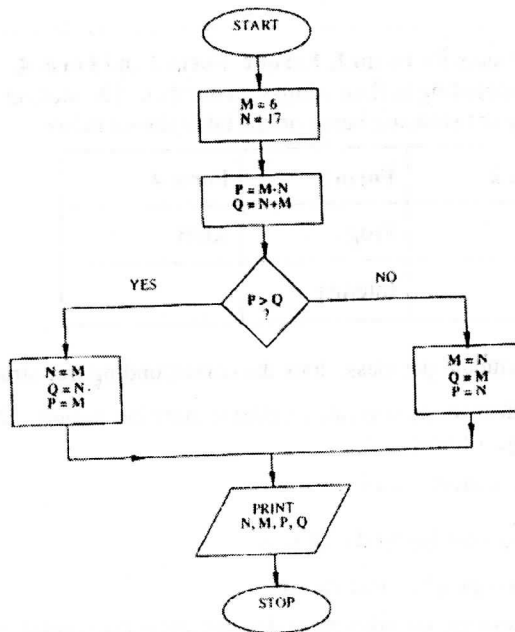 START
M = 6
N = 17
P = M-N
Q = N+M
YES
P > Q
?
NO
N = M
Q = N.
P = M
M = N
Q = M
P = N
PRINT
N, M, P, Q
STOP